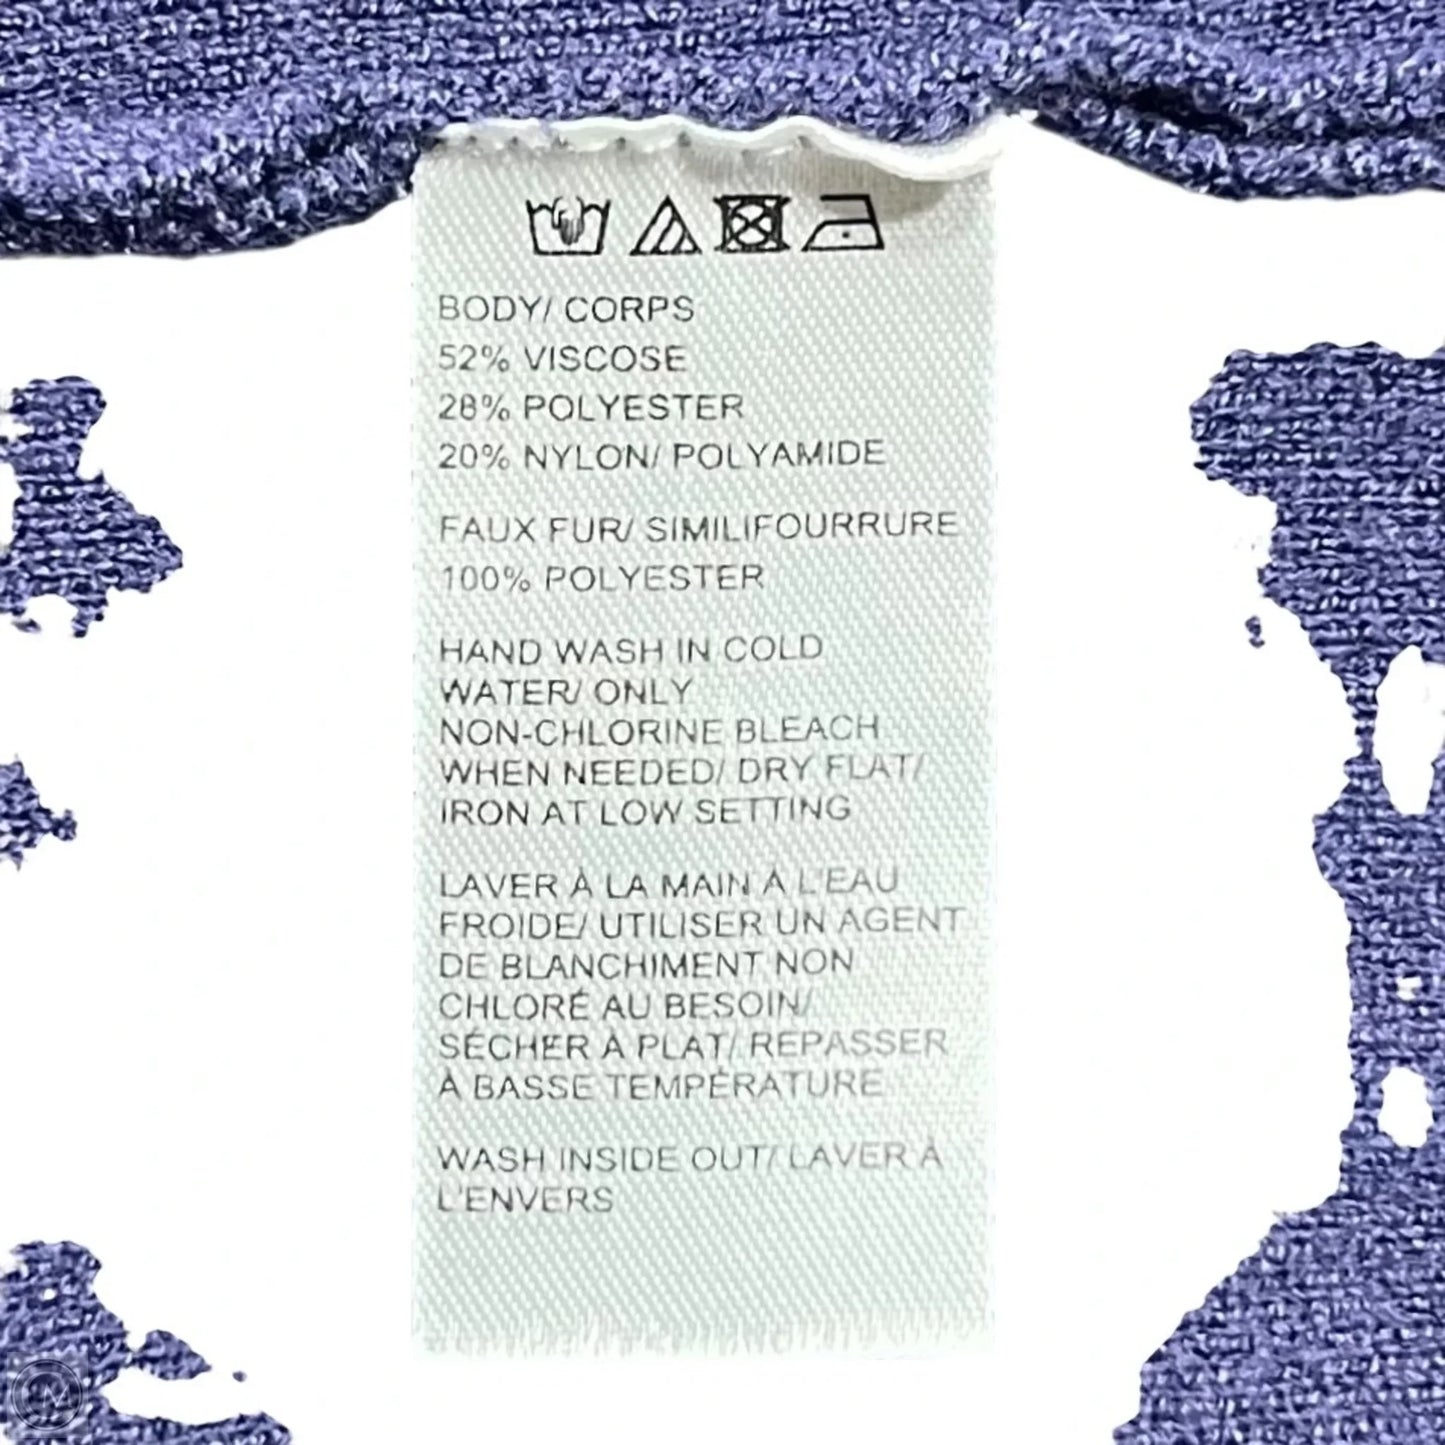 BODY/ CORPS
52% VISCOSE
28% POLYESTER
20% NYLON/ POLYAMIDE
FAUX FUR/ SIMILIFOURRURE
100% POLYESTER
HAND WASH IN COLD
WATER/ ONLY
NON-CHLORINE BLEACH
WHEN NEEDED/ DRY FLAT/
IRON AT LOW SETTING
LAVER À LA MAIN À L'EAU
FROIDE/ UTILISER UN AGENT
DE BLANCHIMENT NON
CHLORÉ AU BESOIN/
SÉCHER À PLAT/ REPASSER
À BASSE TEMPÉRATURE
WASH INSIDE OUT/ LAVER À
L'ENVERS